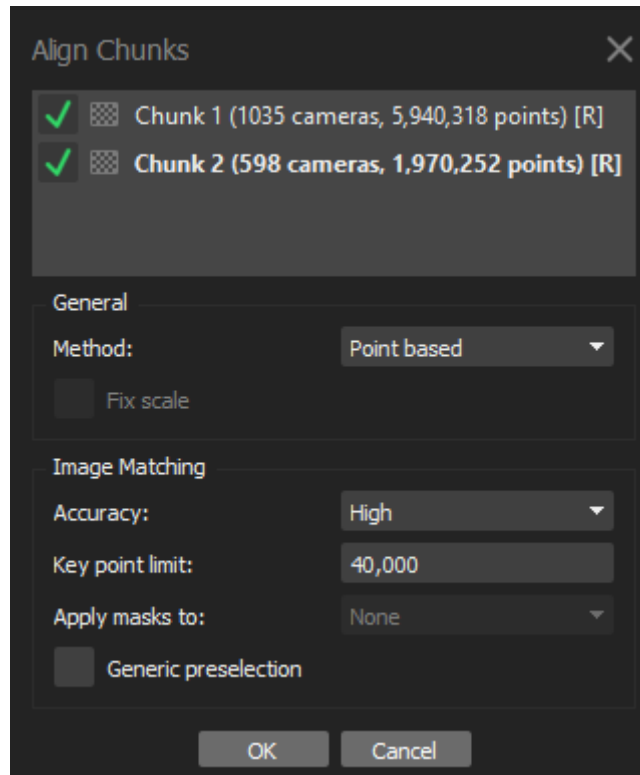 Align Chunks
Chunk 1 (1035 cameras, 5,940,318 points) [R]
Chunk 2 (598 cameras, 1,970,252 points) [R]
General
Method: Point based
Fix scale
Image Matching
Accuracy: High
Key point limit: 40,000
Apply masks to: None
Generic preselection
OK Cancel